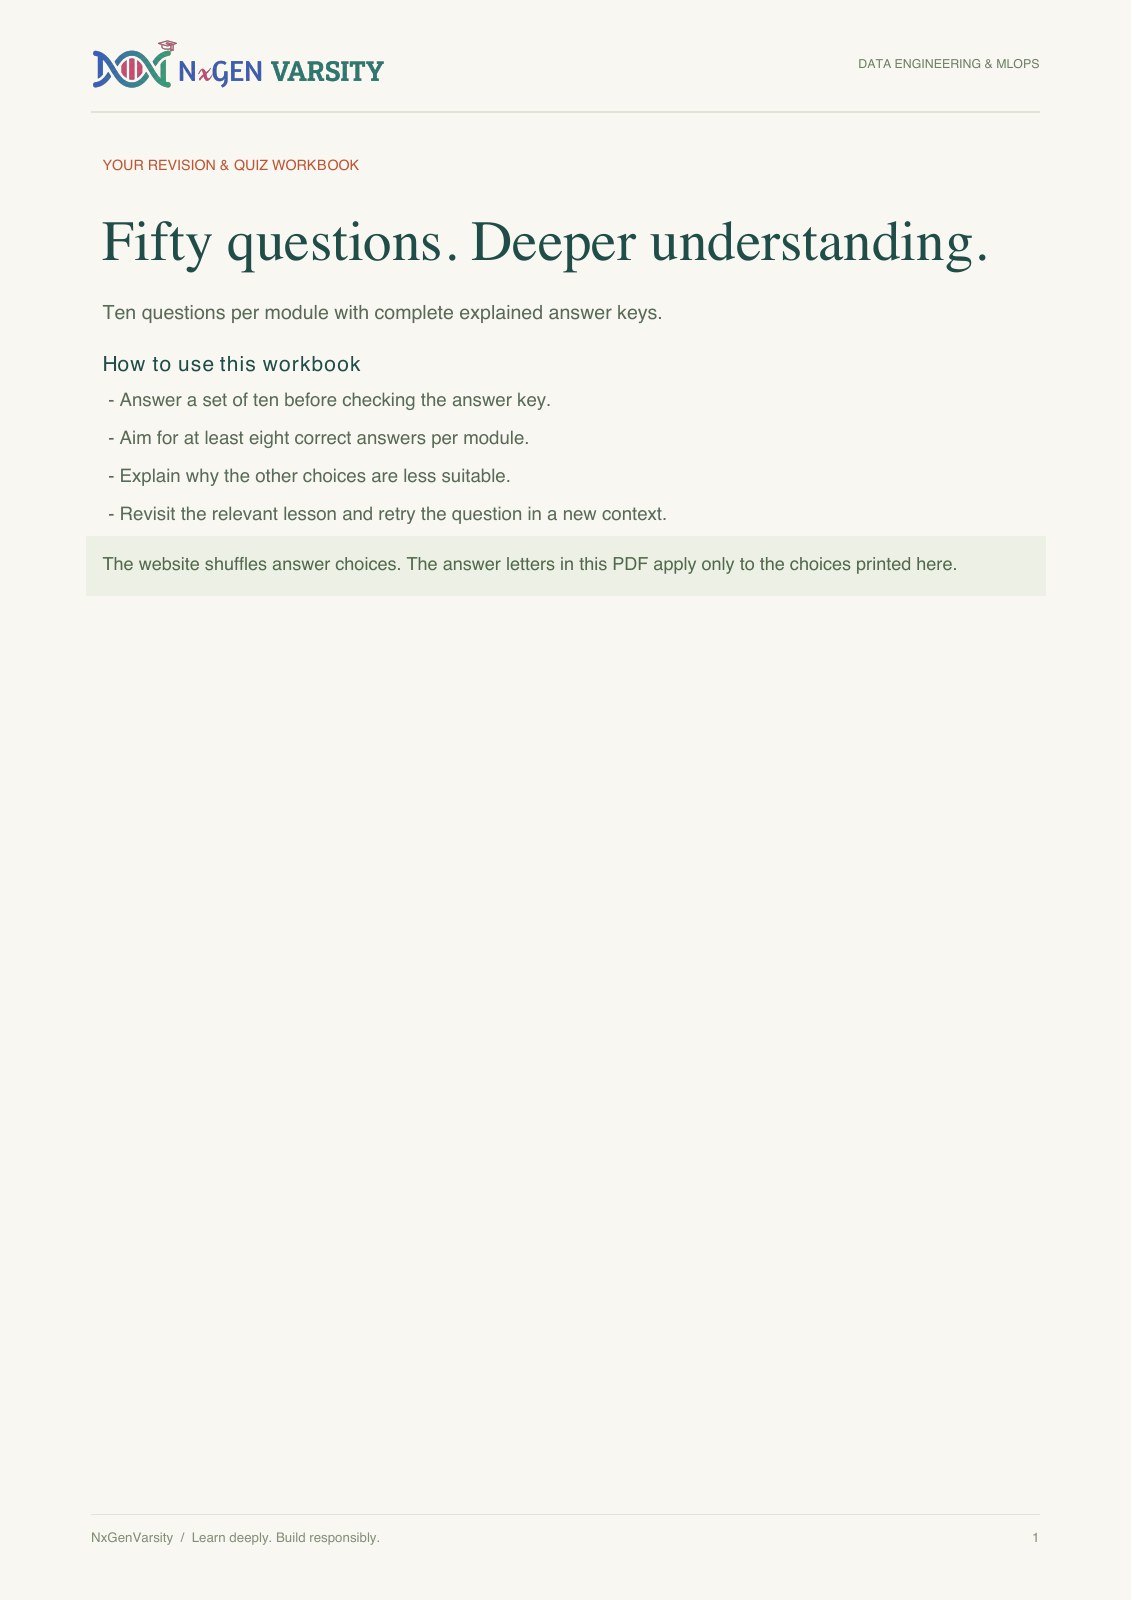 NxGEN VARSITY
DATA ENGINEERING & MLOPS
YOUR REVISION & QUIZ WORKBOOK
Fifty questions. Deeper understanding.
Ten questions per module with complete explained answer keys.
How to use this workbook
- Answer a set of ten before checking the answer key.
- Aim for at least eight correct answers per module.
- Explain why the other choices are less suitable.
- Revisit the relevant lesson and retry the question in a new context.
The website shuffles answer choices. The answer letters in this PDF apply only to the choices printed here.
NxGenVarsity / Learn deeply. Build responsibly.
1